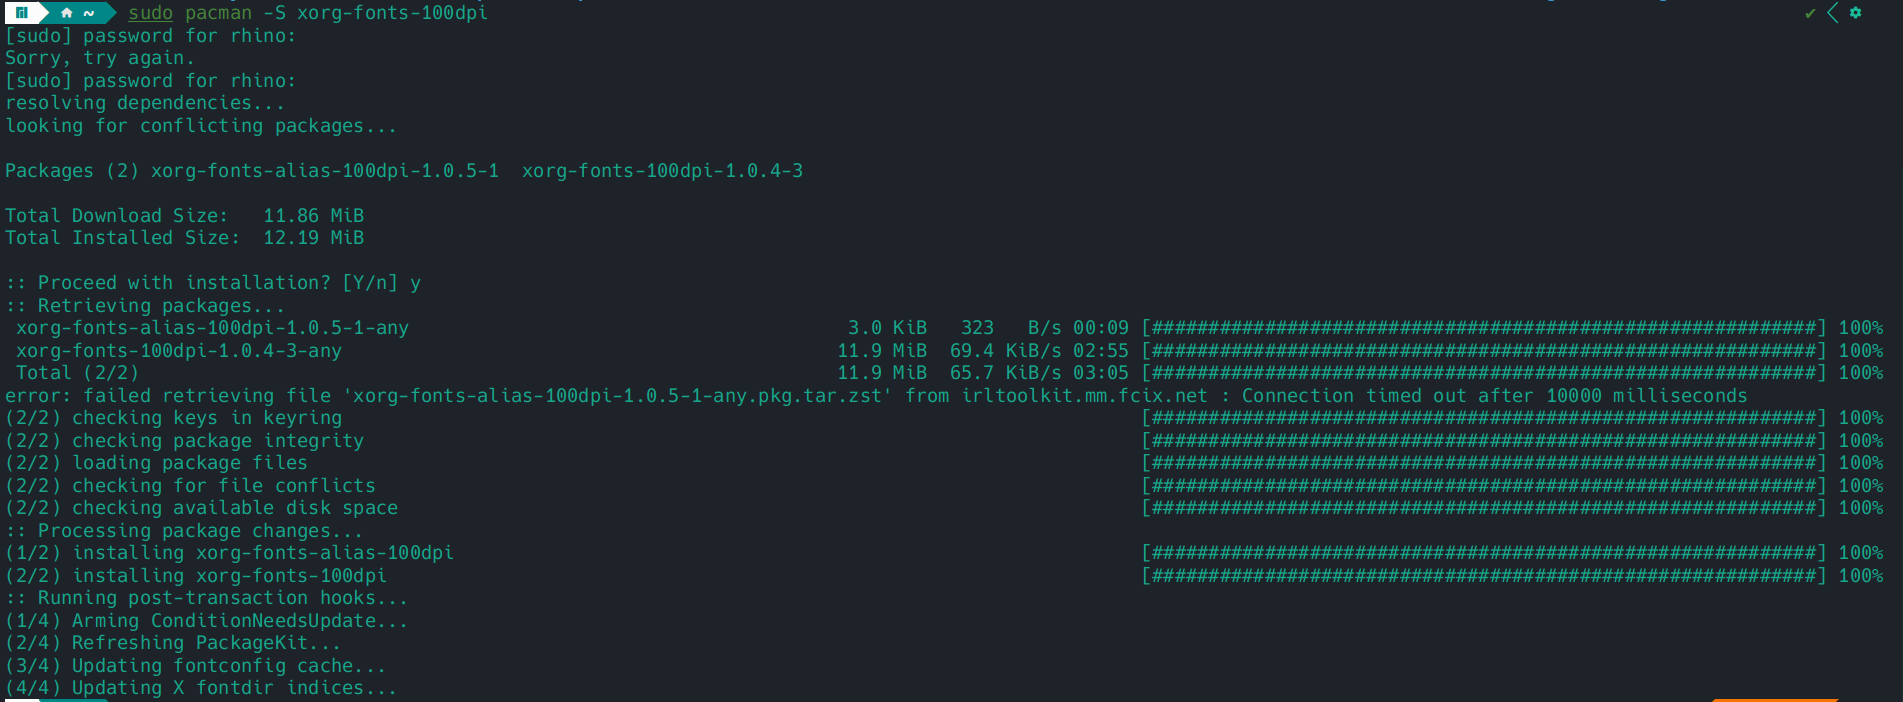 ~ sudo pacman -S xorg-fonts-100dpi
[sudo] password for rhino:
Sorry, try again.
[sudo] password for rhino:
resolving dependencies...
looking for conflicting packages...
Packages (2) xorg-fonts-alias-100dpi-1.0.5-1  xorg-fonts-100dpi-1.0.4-3
Total Download Size:   11.86 MiB
Total Installed Size:  12.19 MiB
:: Proceed with installation? [Y/n] y
:: Retrieving packages...
xorg-fonts-alias-100dpi-1.0.5-1-any 3.0 KiB 323 B/s 00:09 [###########################################################] 100%
xorg-fonts-100dpi-1.0.4-3-any 11.9 MiB 69.4 KiB/s 02:55 [###########################################################] 100%
Total (2/2) 11.9 MiB 65.7 KiB/s 03:05 [###########################################################] 100%
error: failed retrieving file 'xorg-fonts-alias-100dpi-1.0.5-1-any.pkg.tar.zst' from irltoolkit.mm.fcix.net : Connection timed out after 10000 milliseconds
(2/2) checking keys in keyring [###########################################################] 100%
(2/2) checking package integrity [###########################################################] 100%
(2/2) loading package files [###########################################################] 100%
(2/2) checking for file conflicts [###########################################################] 100%
(2/2) checking available disk space [###########################################################] 100%
:: Processing package changes...
(1/2) installing xorg-fonts-alias-100dpi [###########################################################] 100%
(2/2) installing xorg-fonts-100dpi [###########################################################] 100%
:: Running post-transaction hooks...
(1/4) Arming ConditionNeedsUpdate...
(2/4) Refreshing PackageKit...
(3/4) Updating fontconfig cache...
(4/4) Updating X fontdir indices...